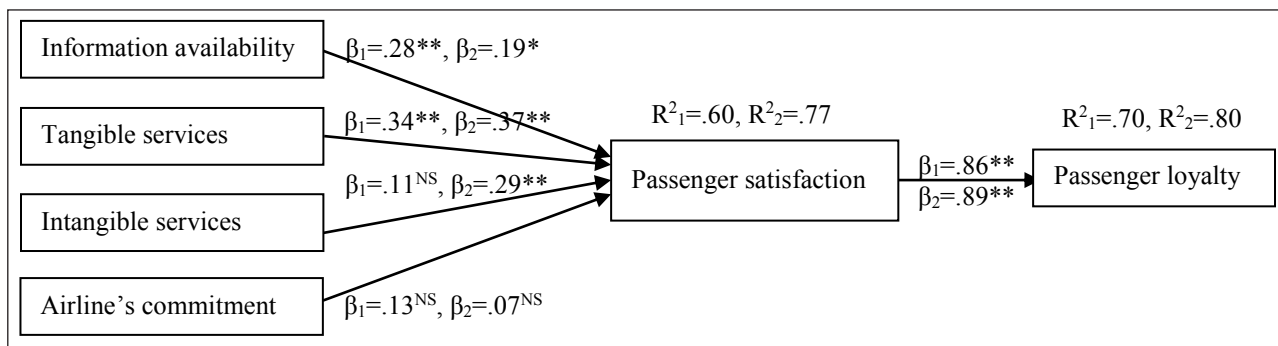 Information availability
β₁=.28**, β₂=.19*
Tangible services
β₁=.34**, β₂=.37**
R²₁=.60, R²₂=.77
R²₁=.70, R²₂=.80
Passenger satisfaction
β₁=.86**
β₂=.89**
Passenger loyalty
β₁=.11ᴺˢ, β₂=.29**
Intangible services
Airline’s commitment
β₁=.13ᴺˢ, β₂=.07ᴺˢ